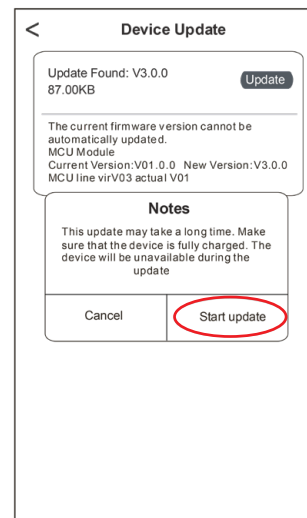 < Device Update
Update Found: V3.0.0
87.00KB
Update
The current firmware version cannot be
automatically updated.
MCU Module
Current Version:V01.0.0 New Version:V3.0.0
MCU line virV03 actual V01
Notes
This update may take a long time. Make
sure that the device is fully charged. The
device will be unavailable during the
update
Cancel
Start update